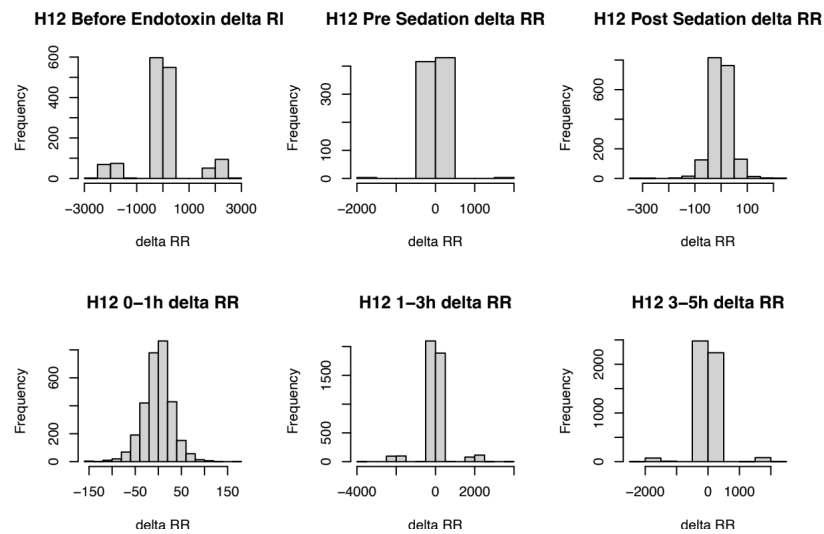 H12 Before Endotoxin delta RI
H12 Pre Sedation delta RR
H12 Post Sedation delta RR
Frequency
0 200 400 600
−3000 −1000 1000 3000
delta RR
Frequency
0 100 300
−2000 0 1000
delta RR
Frequency
0 200 600
−300 −100 100
delta RR
H12 0−1h delta RR
H12 1−3h delta RR
H12 3−5h delta RR
Frequency
0 200 600
−150 −50 50 150
delta RR
Frequency
0 500 1500
−4000 0 2000
delta RR
Frequency
0 1000 2000
−2000 0 1000
delta RR